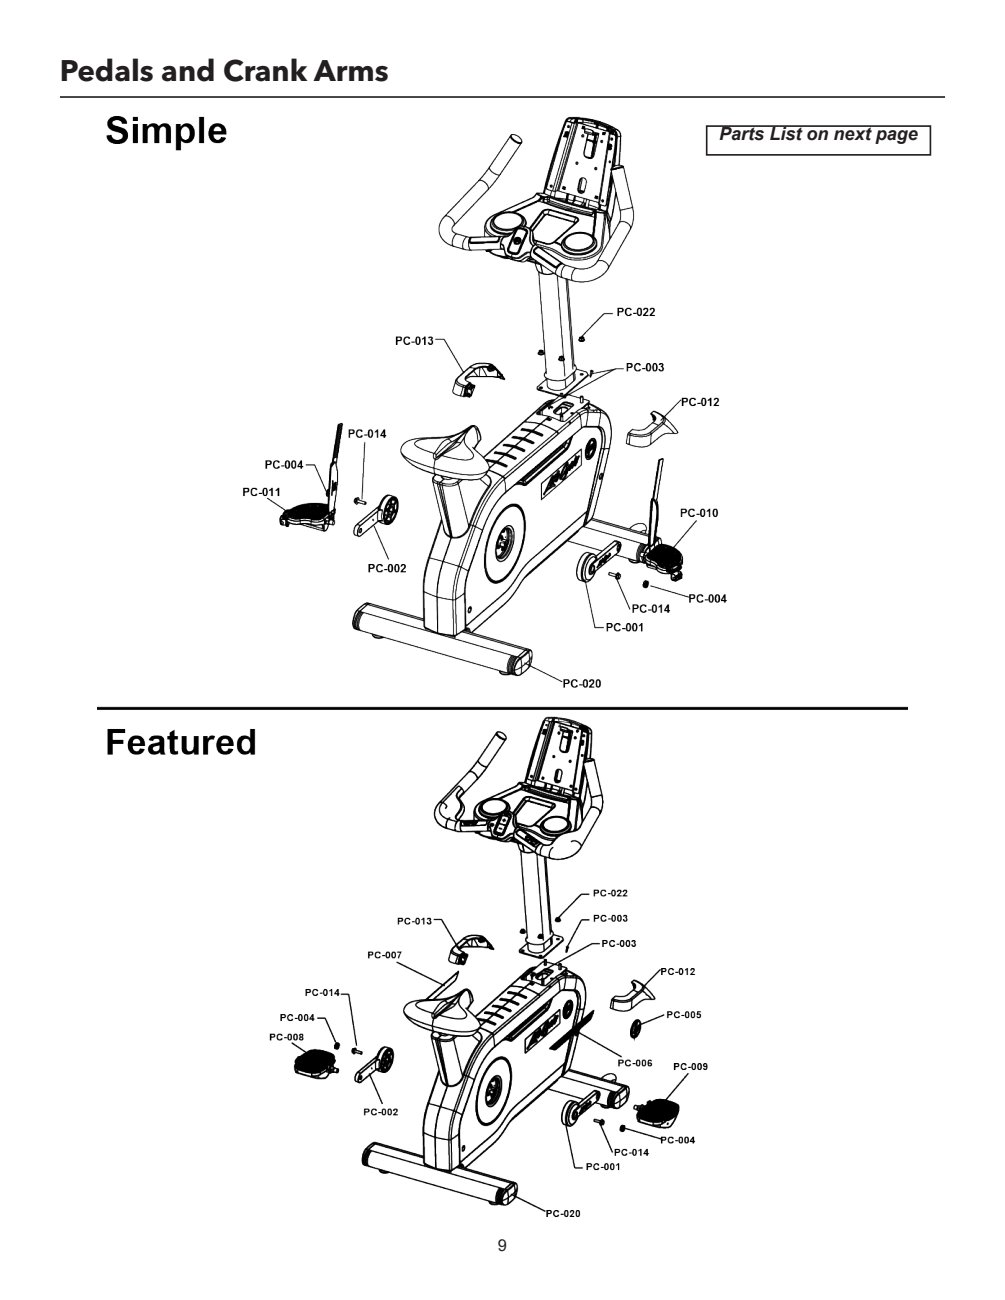 Pedals and Crank Arms
Simple
Parts List on next page
PC-022
PC-013
PC-003
PC-012
PC-014
PC-004
PC-011
PC-010
PC-002
PC-004
PC-014
PC-001
PC-020
Featured
PC-022
PC-013
PC-003
PC-003
PC-007
PC-012
PC-014
PC-005
PC-004
PC-008
PC-006
PC-009
PC-002
PC-004
PC-014
PC-001
PC-020
9